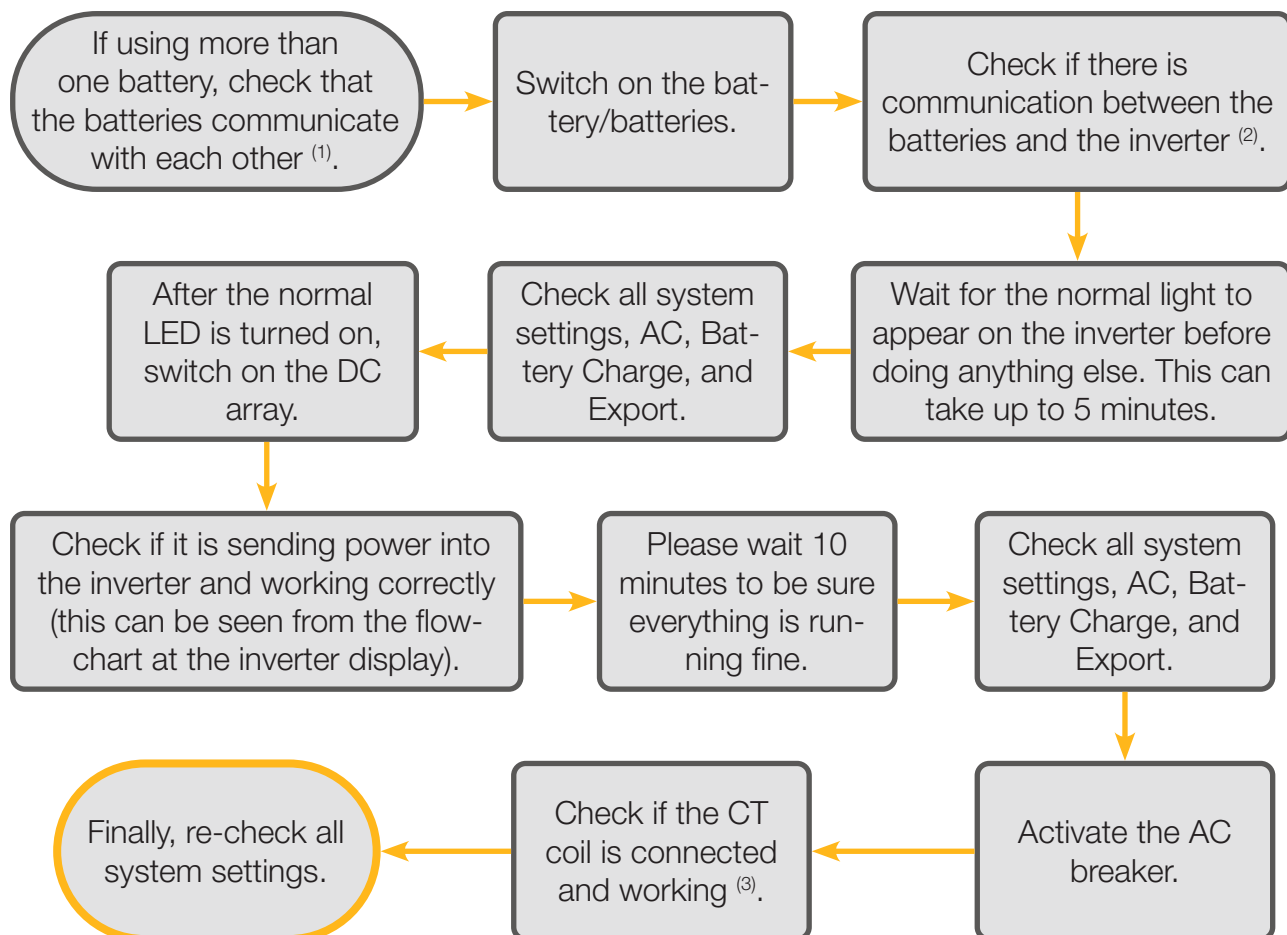 If using more than
one battery, check that
the batteries communicate
with each other (1).
Switch on the bat-
tery/batteries.
Check if there is
communication between the
batteries and the inverter (2).
Wait for the normal light to
appear on the inverter before
doing anything else. This can
take up to 5 minutes.
Check all system
settings, AC, Bat-
tery Charge, and
Export.
After the normal
LED is turned on,
switch on the DC
array.
Check if it is sending power into
the inverter and working correctly
(this can be seen from the flow-
chart at the inverter display).
Please wait 10
minutes to be sure
everything is run-
ning fine.
Check all system
settings, AC, Bat-
tery Charge, and
Export.
Activate the AC
breaker.
Check if the CT
coil is connected
and working (3).
Finally, re-check all
system settings.